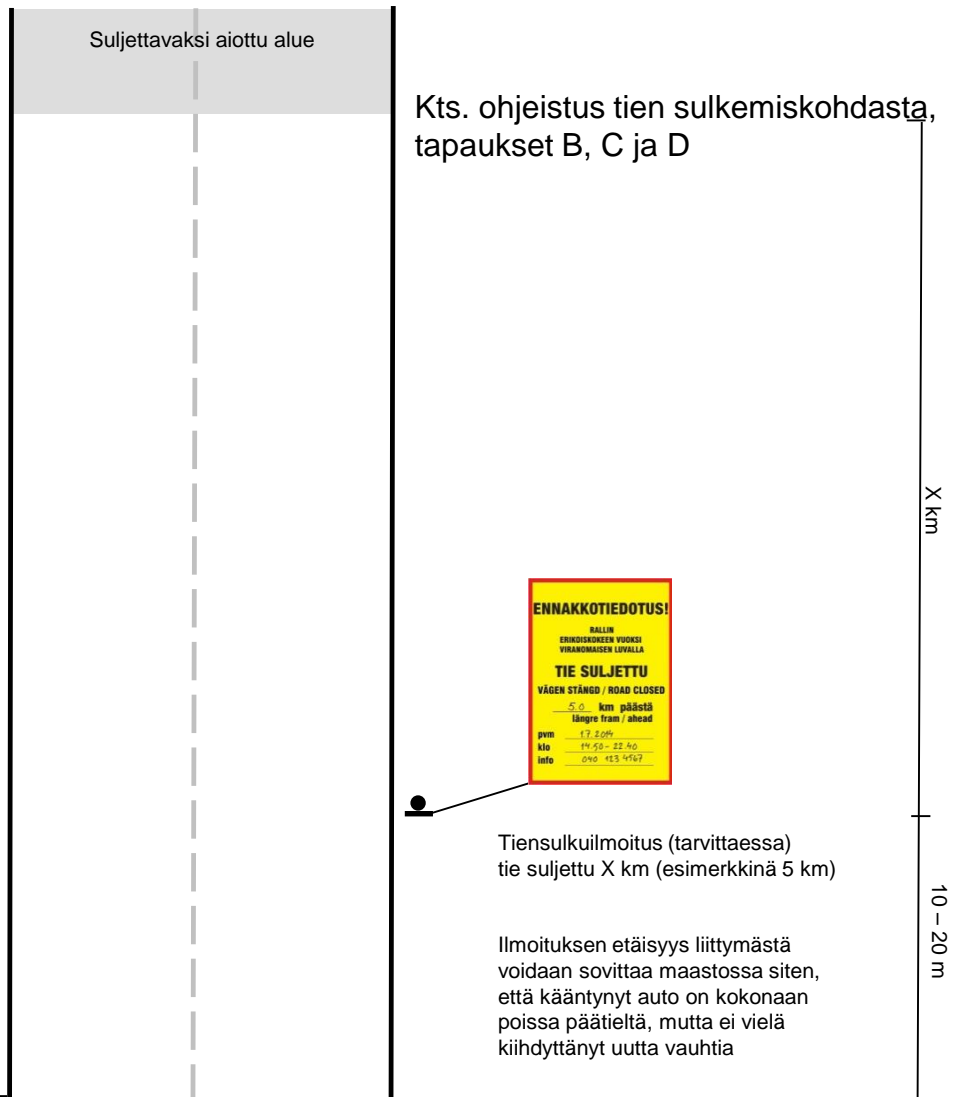 Suljettavaksi aiottu alue
Kts. ohjeistus tien sulkemiskohdasta,
tapaukset B, C ja D
X km
ENNAKKOTIEDOTUS!
RALLIN
ERIKOISKOKEEN VUOKSI
VIRANOMAISEN LUVALLA
TIE SULJETTU
VÄGEN STÄNGD / ROAD CLOSED
5.0 km päästä
längre fram / ahead
pvm 1.7.2014
klo 14.50 - 22.40
info 040 123 4567
Tiensulkuilmoitus (tarvittaessa)
tie suljettu X km (esimerkkinä 5 km)
10 – 20 m
Ilmoituksen etäisyys liittymästä
voidaan sovittaa maastossa siten,
että kääntynyt auto on kokonaan
poissa päätieltä, mutta ei vielä
kiihdyttänyt uutta vauhtia